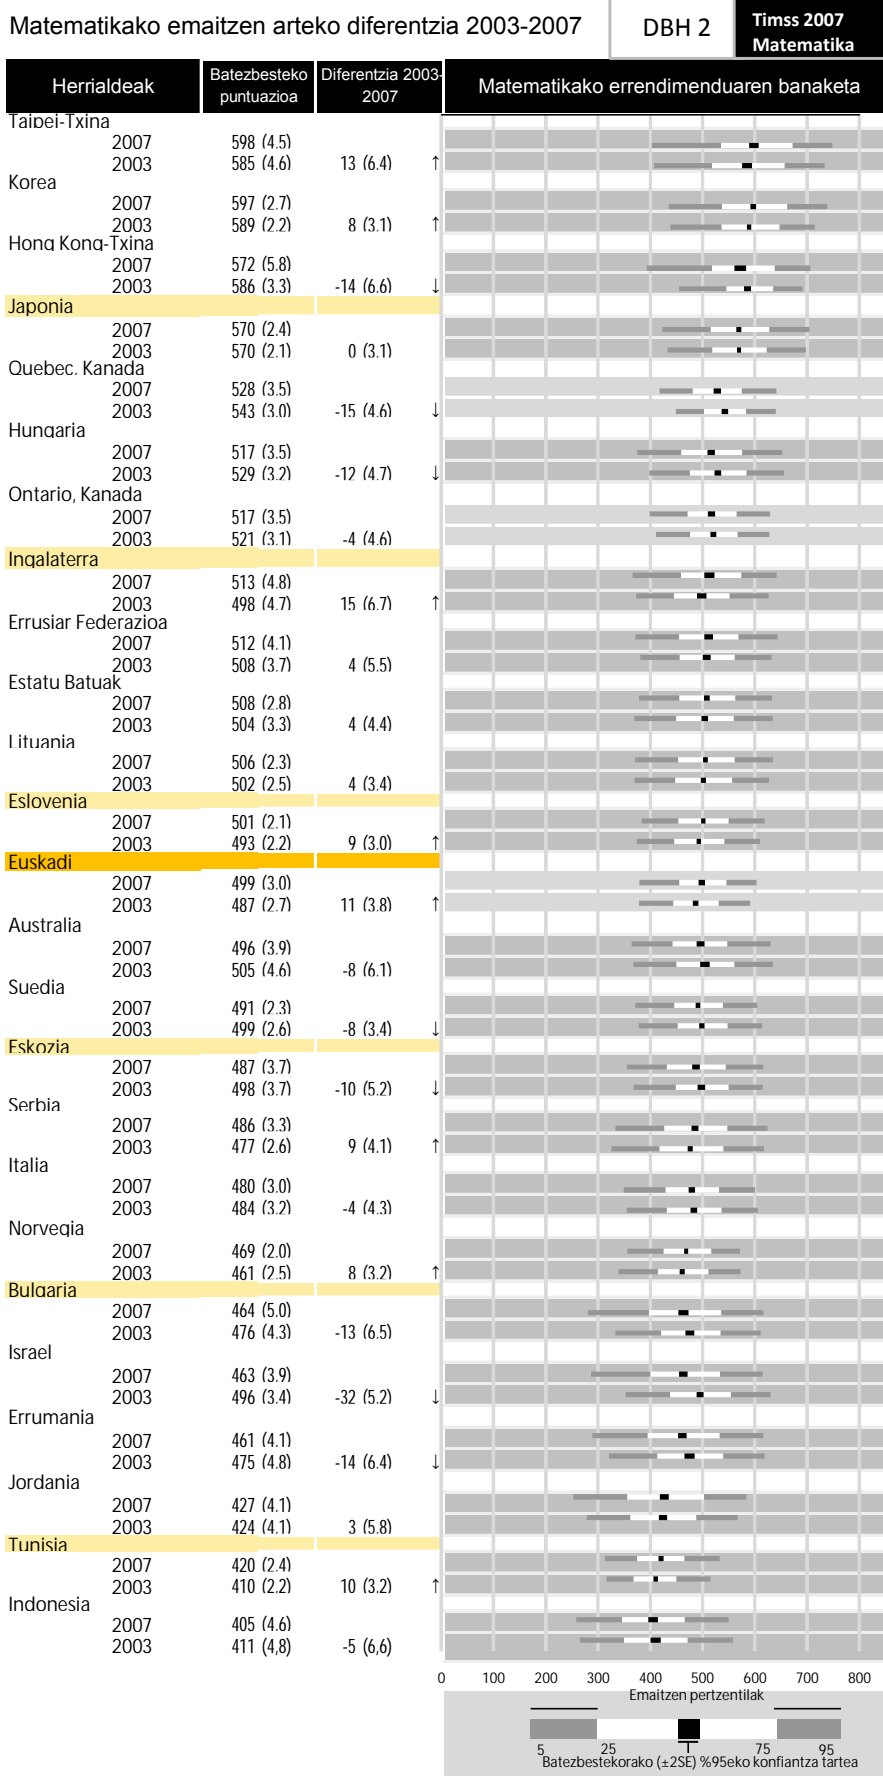 Matematikako emaitzen arteko diferentzia 2003-2007
DBH 2
Timss 2007
Matematika
Herrialdeak
Batezbesteko puntuazioa
Diferentzia 2003-2007
Matematikako errendimenduaren banaketa
Taipei-Txina
2007 598 (4.5)
2003 585 (4.6) 13 (6.4) ↑
Korea
2007 597 (2.7)
2003 589 (2.2) 8 (3.1) ↑
Hong Kong-Txina
2007 572 (5.8)
2003 586 (3.3) -14 (6.6) ↓
Japonia
2007 570 (2.4)
2003 570 (2.1) 0 (3.1)
Quebec. Kanada
2007 528 (3.5)
2003 543 (3.0) -15 (4.6) ↓
Hungaria
2007 517 (3.5)
2003 529 (3.2) -12 (4.7) ↓
Ontario, Kanada
2007 517 (3.5)
2003 521 (3.1) -4 (4.6)
Ingalaterra
2007 513 (4.8)
2003 498 (4.7) 15 (6.7) ↑
Errusiar Federazioa
2007 512 (4.1)
2003 508 (3.7) 4 (5.5)
Estatu Batuak
2007 508 (2.8)
2003 504 (3.3) 4 (4.4)
Lituania
2007 506 (2.3)
2003 502 (2.5) 4 (3.4)
Eslovenia
2007 501 (2.1)
2003 493 (2.2) 9 (3.0) ↑
Euskadi
2007 499 (3.0)
2003 487 (2.7) 11 (3.8) ↑
Australia
2007 496 (3.9)
2003 505 (4.6) -8 (6.1)
Suedia
2007 491 (2.3)
2003 499 (2.6) -8 (3.4) ↓
Eskozia
2007 487 (3.7)
2003 498 (3.7) -10 (5.2) ↓
Serbia
2007 486 (3.3)
2003 477 (2.6) 9 (4.1) ↑
Italia
2007 480 (3.0)
2003 484 (3.2) -4 (4.3)
Norvegia
2007 469 (2.0)
2003 461 (2.5) 8 (3.2) ↑
Bulgaria
2007 464 (5.0)
2003 476 (4.3) -13 (6.5)
Israel
2007 463 (3.9)
2003 496 (3.4) -32 (5.2) ↓
Errumania
2007 461 (4.1)
2003 475 (4.8) -14 (6.4) ↓
Jordania
2007 427 (4.1)
2003 424 (4.1) 3 (5.8)
Tunisia
2007 420 (2.4)
2003 410 (2.2) 10 (3.2) ↑
Indonesia
2007 405 (4.6)
2003 411 (4,8) -5 (6,6)
0 100 200 300 400 500 600 700 800
Emaitzen pertzentilak
5 25 75 95
Batezbestekorako (±2SE) %95eko konfiantza tartea